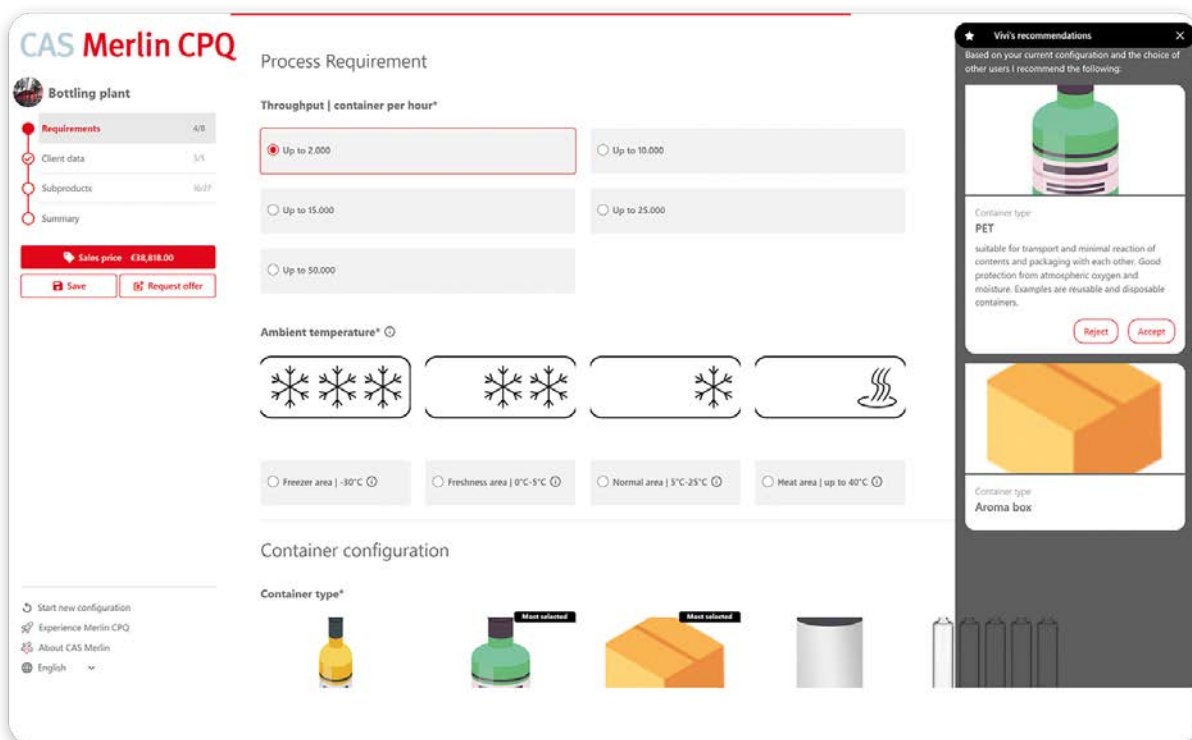 CAS Merlin CPQ
Bottling plant
Requirements 4/8
Client data 5/5
Subproducts 16/27
Summary
Sales price €38,818.00
Save
Request offer
Start new configuration
Experience Merlin CPQ
About CAS Merlin
English
Process Requirement
Throughput | container per hour*
Up to 2.000
Up to 10.000
Up to 15.000
Up to 25.000
Up to 50.000
Ambient temperature*
Freezer area | -30°C
Freshness area | 0°C-5°C
Normal area | 5°C-25°C
Heat area | up to 40°C
Container configuration
Container type*
Most selected
Most selected
Vivi's recommendations
Based on your current configuration and the choice of
other users I recommend the following:
Container type
PET
suitable for transport and minimal reaction of
contents and packaging with each other. Good
protection from atmospheric oxygen and
moisture. Examples are reusable and disposable
containers.
Reject
Accept
Container type
Aroma box